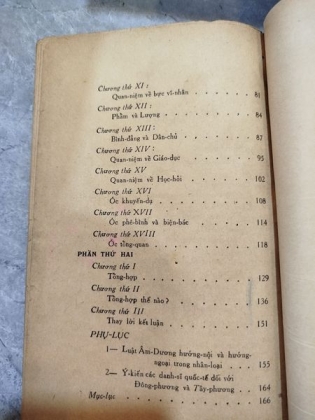 Chương thứ XI :
Quan-niệm về bực vĩ-nhân . . . . . 81
Chương thứ XII :
Phẩm và Lượng . . . . . . . . 84
Chương thứ XIII :
Bình-đẳng và Dân-chủ . . . . . . 82
Chương thứ XIV :
Quan-niệm về Giáo-dục . . . . . . 95
Chương thứ XV
Quan-niệm về Học-hỏi . . . . . . 102
Chương thứ XVI
Óc khuyến-dụ . . . . . . . . 108
Chương thứ XVII
Óc phê-bình và biện-bác . . . . . 114
Chương thứ XVIII
Óc tổng-quan . . . . . . . . 118
PHẦN THỨ HAI
Chương thứ I
Tổng-hợp . . . . . . . . . 129
Chương thứ II
Tổng-hợp thế nào ? . . . . . . . 136
Chương thứ III
Thay lời kết luận . . . . . . . 151
PHỤ-LỤC
1— Luật Âm-Dương hướng-nội và hướng-
ngoại trong nhân-loại . . . . . 155
2— Ý-kiến các danh-sĩ quốc-tế đối với
Đông-phương và Tây-phương . . . . 164
Mục-lục . . . . . . . . . . . 166